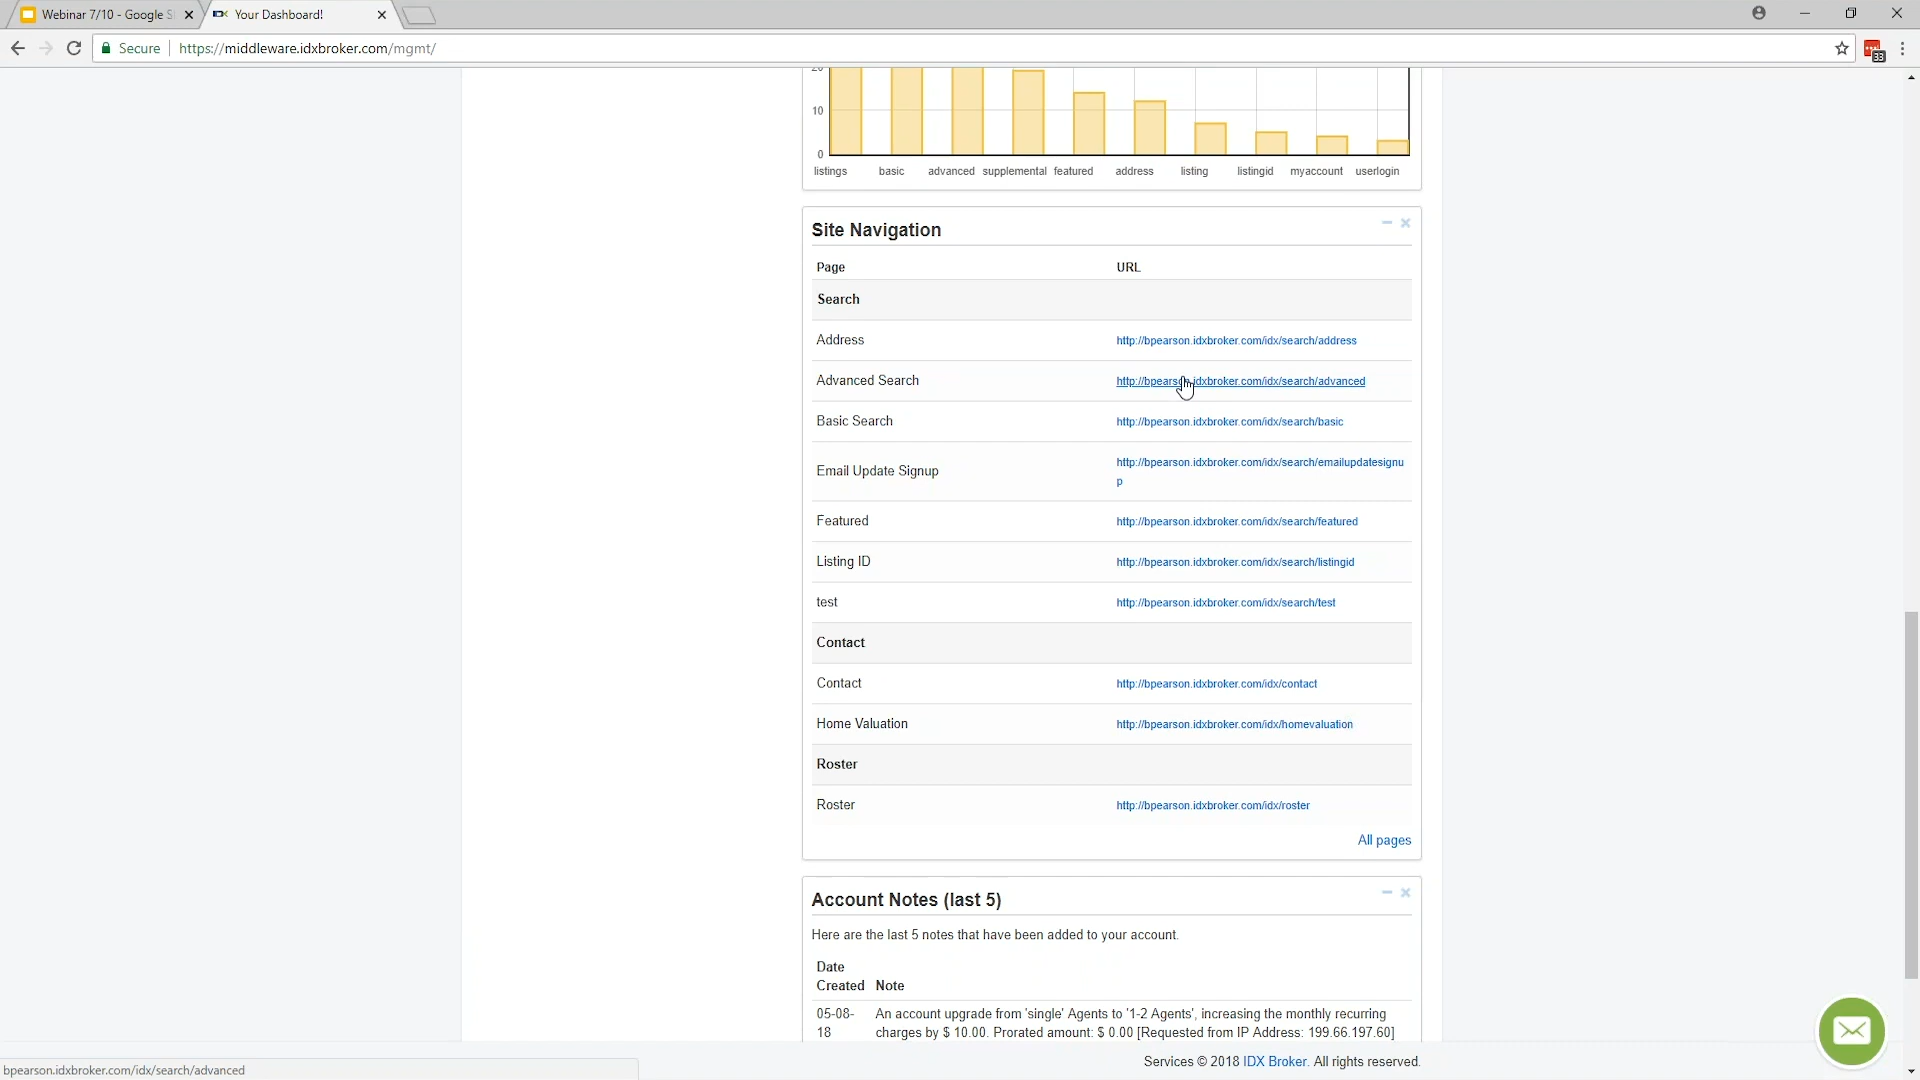 Webinar 7/10 - Google S
Your Dashboard!
Secure
https://middleware.idxbroker.com/mgmt/
33
20
10
0
listings basic advanced supplemental featured address listing listingid myaccount userlogin
Site Navigation
Page URL
Search
Address http://bpearson.idxbroker.com/idx/search/address
Advanced Search http://bpearson.idxbroker.com/idx/search/advanced
Basic Search http://bpearson.idxbroker.com/idx/search/basic
Email Update Signup http://bpearson.idxbroker.com/idx/search/emailupdatesignu
p
Featured http://bpearson.idxbroker.com/idx/search/featured
Listing ID http://bpearson.idxbroker.com/idx/search/listingid
test http://bpearson.idxbroker.com/idx/search/test
Contact
Contact http://bpearson.idxbroker.com/idx/contact
Home Valuation http://bpearson.idxbroker.com/idx/homevaluation
Roster
Roster http://bpearson.idxbroker.com/idx/roster
All pages
Account Notes (last 5)
Here are the last 5 notes that have been added to your account.
Date
Created Note
05-08- An account upgrade from 'single' Agents to '1-2 Agents', increasing the monthly recurring
18 charges by $ 10.00. Prorated amount: $ 0.00 [Requested from IP Address: 199.66.197.60]
Services © 2018 IDX Broker. All rights reserved.
bpearson.idxbroker.com/idx/search/advanced